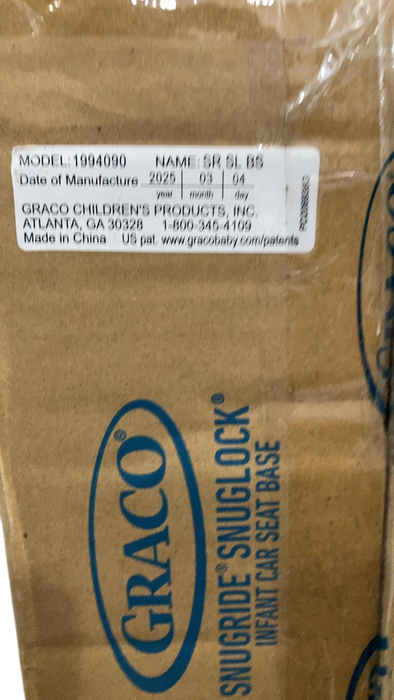 MODEL: 1994090 NAME: SR SL BS
Date of Manufacture 2025 03 04
year month day
GRACO CHILDREN'S PRODUCTS, INC.
ATLANTA, GA 30328 1-800-345-4109
Made in China US pat. www.gracobaby.com/patents
GRACO®
SNUGRIDE® SNUGLOCK®
INFANT CAR SEAT BASE